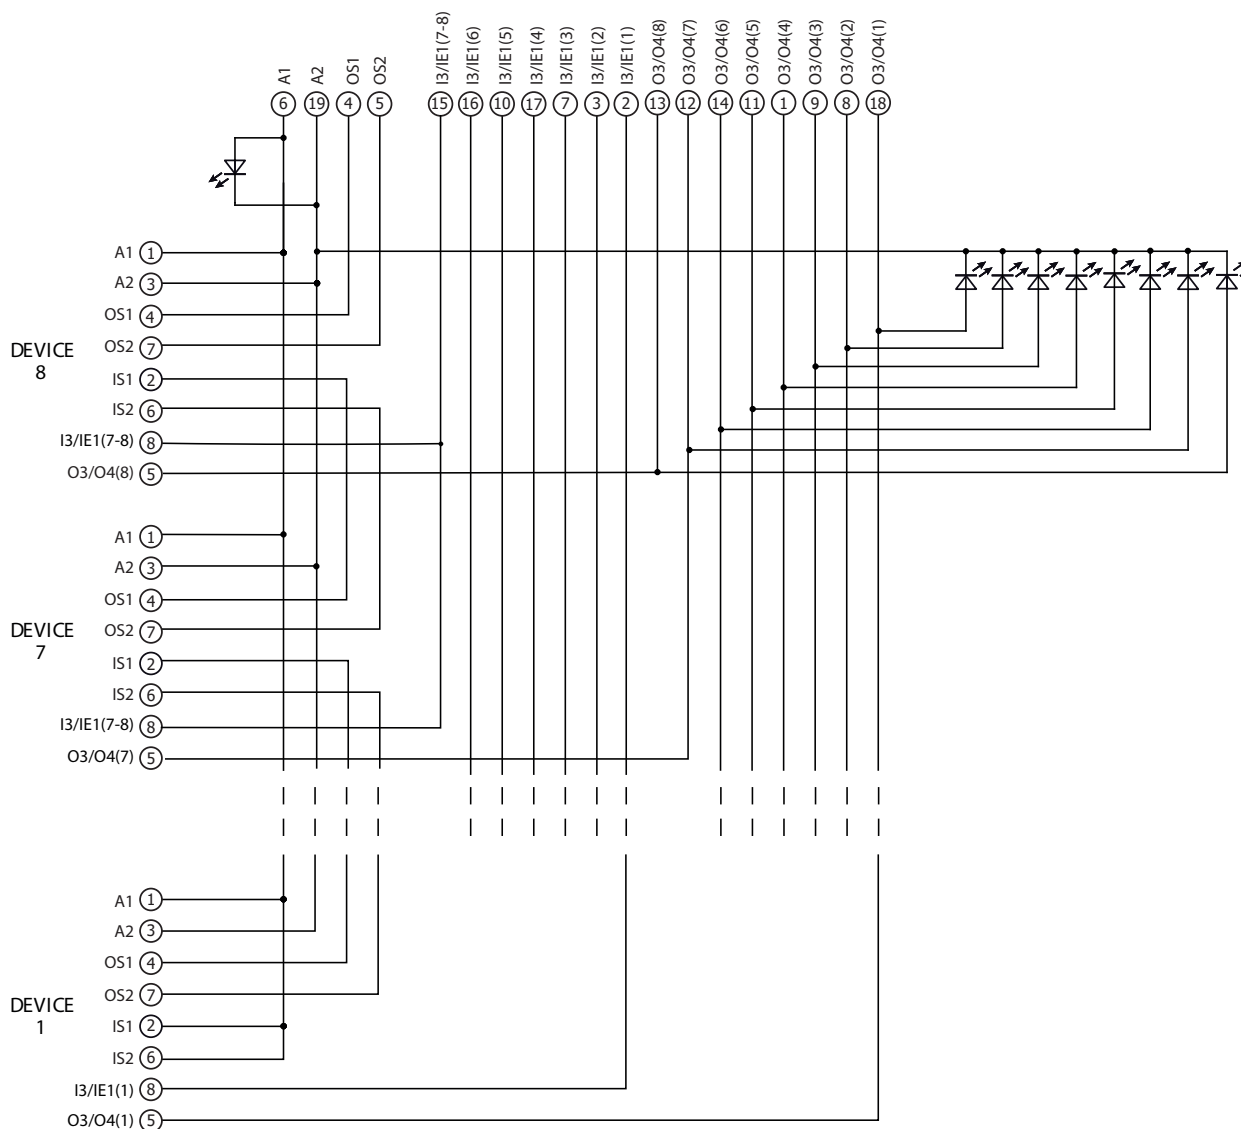 A1
A2
OS1
OS2
I3/IE1(7-8)
I3/IE1(6)
I3/IE1(5)
I3/IE1(4)
I3/IE1(3)
I3/IE1(2)
I3/IE1(1)
O3/O4(8)
O3/O4(7)
O3/O4(6)
O3/O4(5)
O3/O4(4)
O3/O4(3)
O3/O4(2)
O3/O4(1)
6 19 4 5 15 16 10 17 7 3 2 13 12 14 11 1 9 8 18
DEVICE
8
A1 1
A2 3
OS1 4
OS2 7
IS1 2
IS2 6
I3/IE1(7-8) 8
O3/O4(8) 5
DEVICE
7
A1 1
A2 3
OS1 4
OS2 7
IS1 2
IS2 6
I3/IE1(7-8) 8
O3/O4(7) 5
DEVICE
1
A1 1
A2 3
OS1 4
OS2 7
IS1 2
IS2 6
I3/IE1(1) 8
O3/O4(1) 5